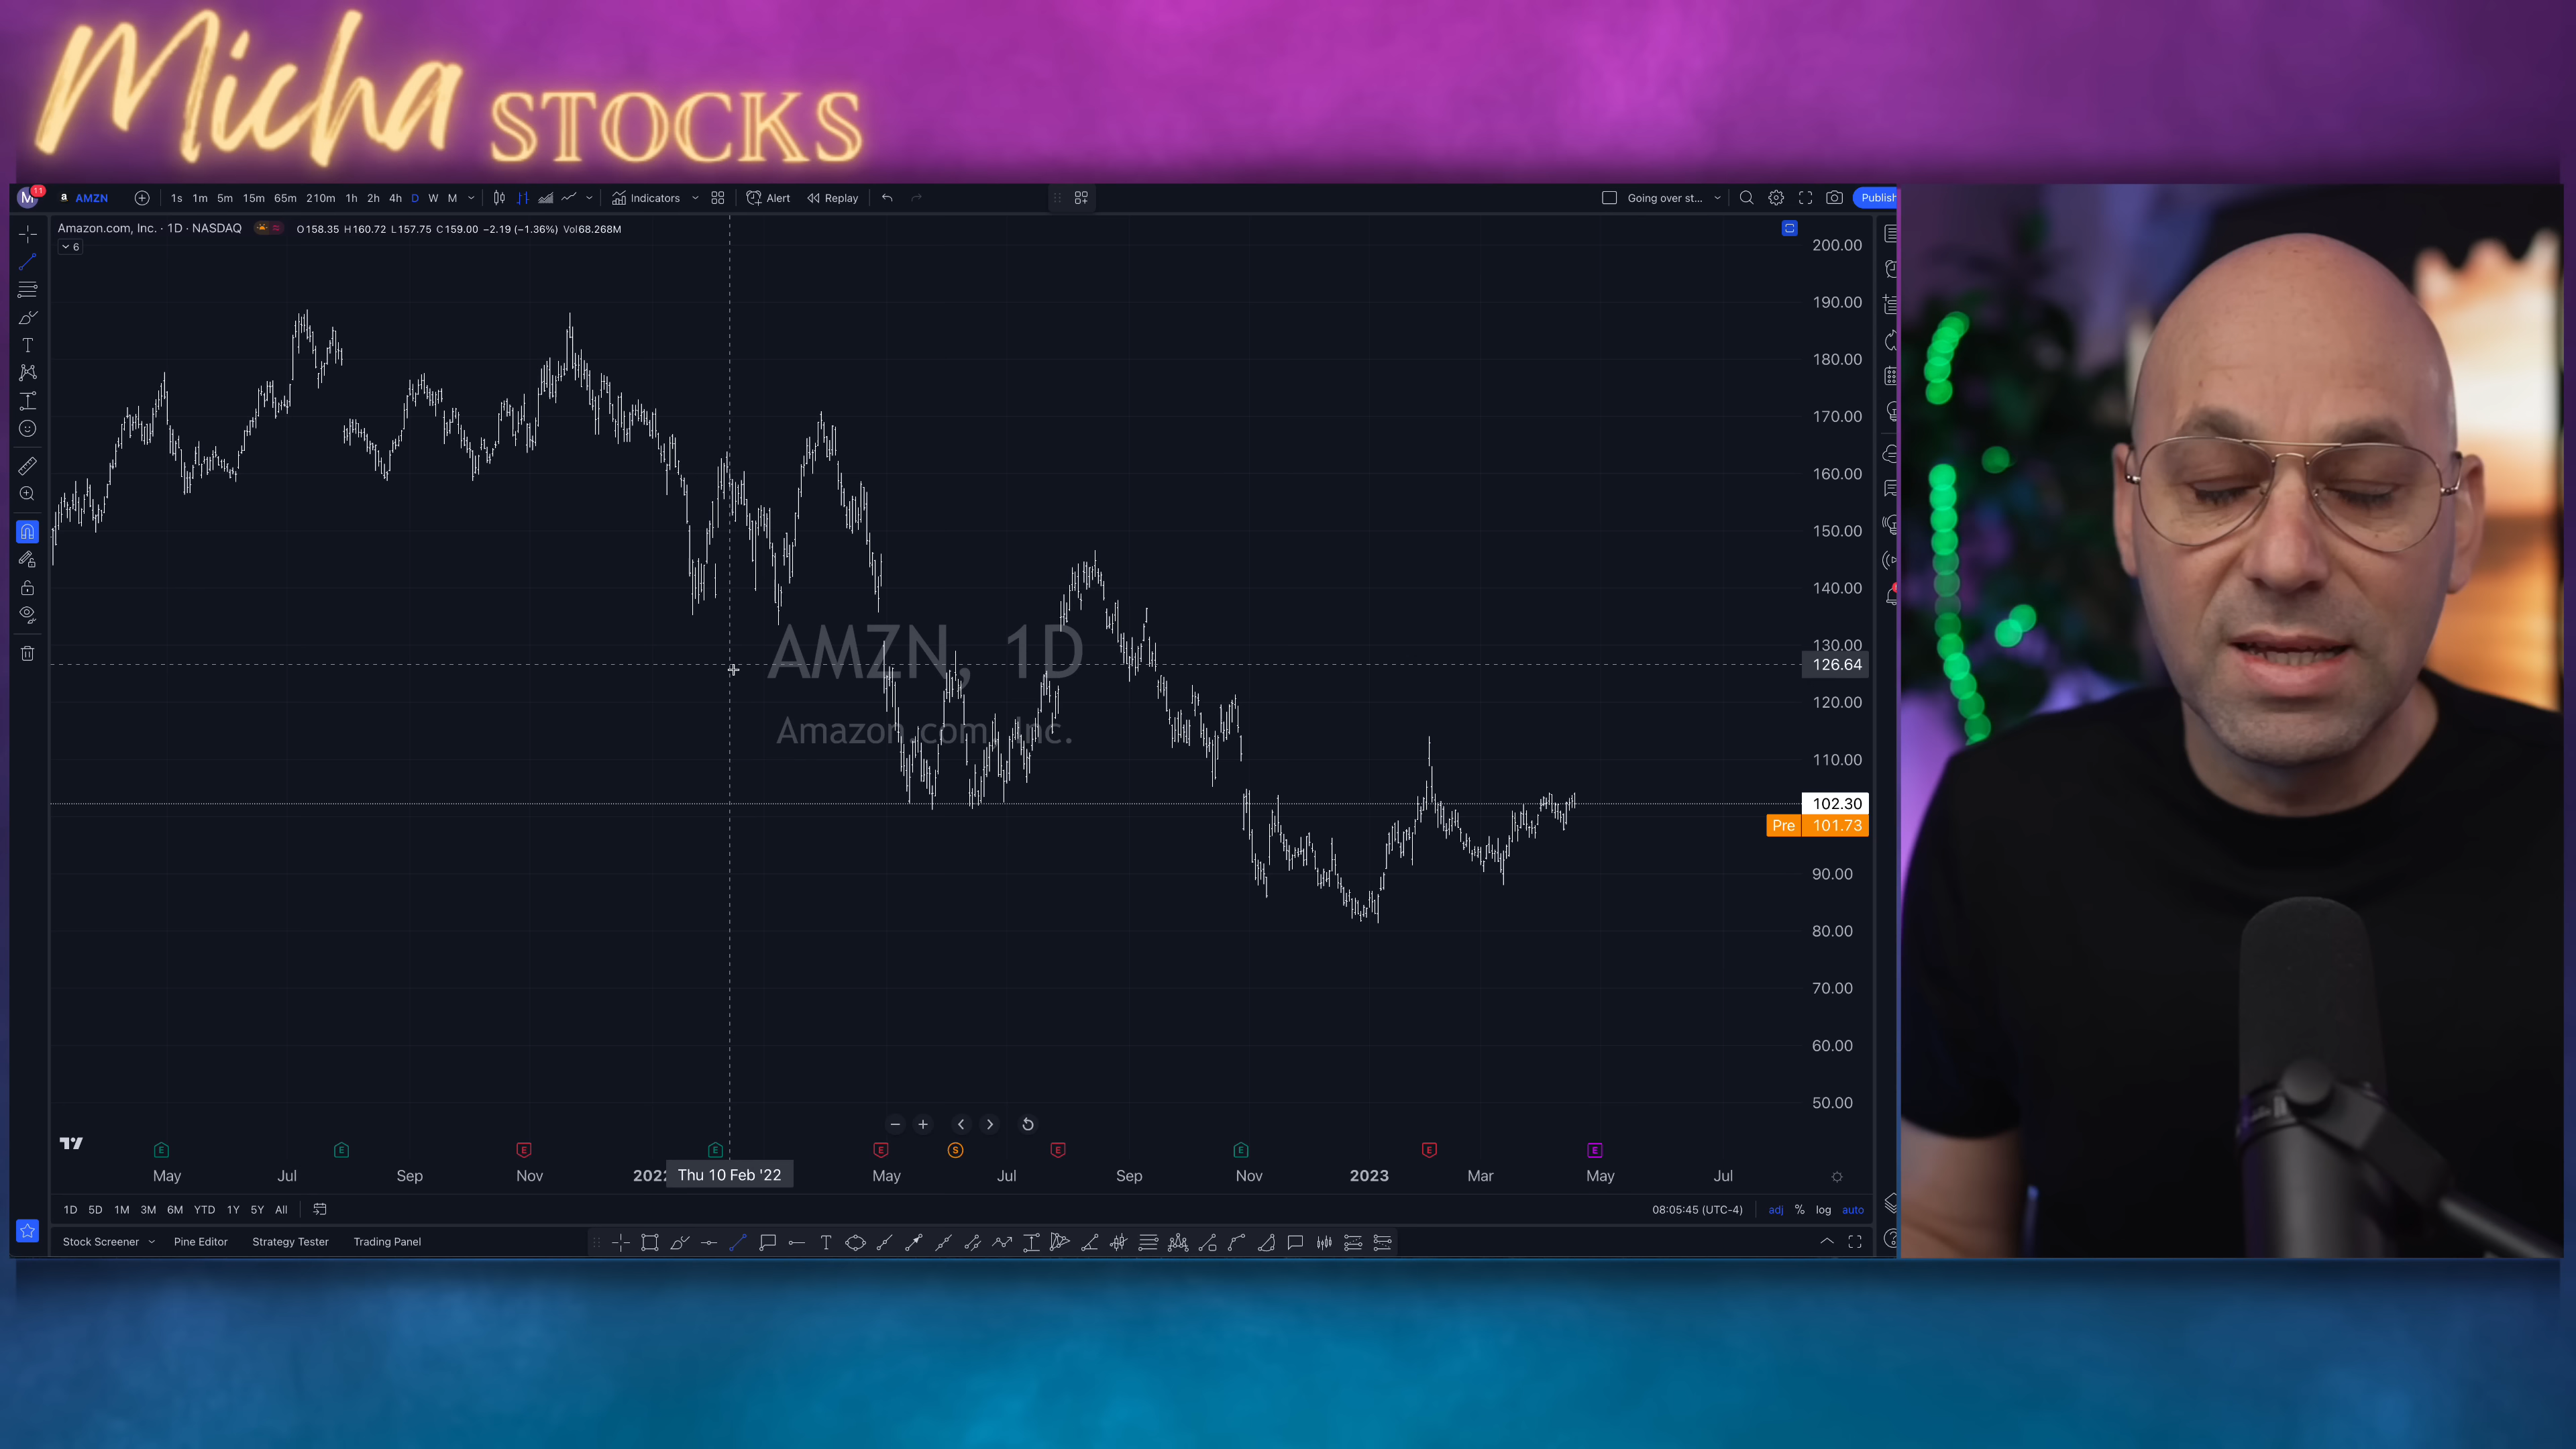 Micha STOCKS
M 11 a AMZN 1s 1m 5m 15m 65m 210m 1h 2h 4h D W M Indicators Alert Replay Going over st... Publish
Amazon.com, Inc. · 1D · NASDAQ O158.35 H160.72 L157.75 C159.00 −2.19 (−1.36%) Vol68.268M
6
200.00
190.00
180.00
170.00
160.00
150.00
140.00
130.00
126.64
120.00
110.00
102.30
Pre 101.73
90.00
80.00
70.00
60.00
50.00
AMZN, 1D
Amazon.com, Inc.
E E E E E S E E E E
May Jul Sep Nov 2022 Thu 10 Feb '22 May Jul Sep Nov 2023 Mar May Jul
1D 5D 1M 3M 6M YTD 1Y 5Y All 08:05:45 (UTC-4) adj % log auto
Stock Screener Pine Editor Strategy Tester Trading Panel